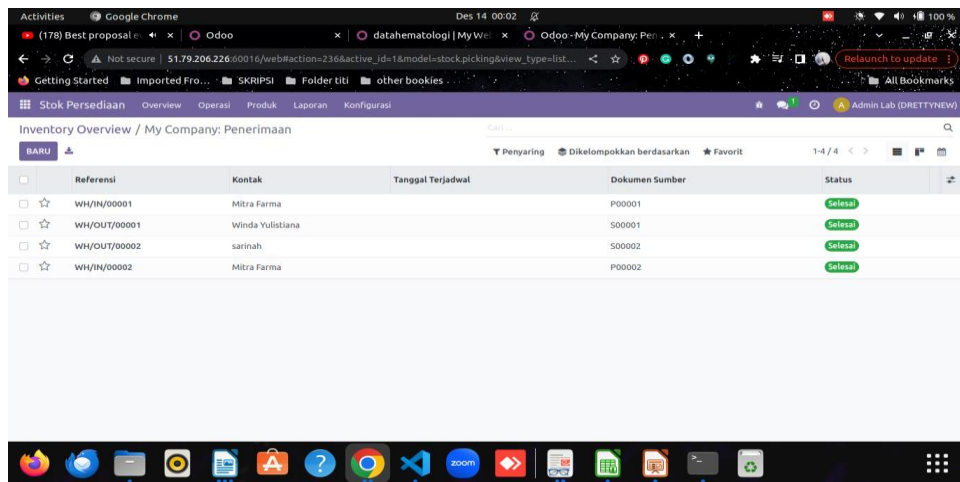 Activities Google Chrome Des 14 00:02 100 %
(178) Best proposal e Odoo datahematologi | My Web Odoo - My Company: Pen
Not secure | 51.79.206.226:60016/web#action=236&active_id=1&model=stock.picking&view_type=list... Relaunch to update
Getting Started Imported Fro... SKRIPSI Folder titi other bookies All Bookmarks
Stok Persediaan Overview Operasi Produk Laporan Konfigurasi 1 A Admin Lab (DRETTYNEW)
Inventory Overview / My Company: Penerimaan Cari...
BARU Penyaring Dikelompokkan berdasarkan Favorit 1-4 / 4
Referensi Kontak Tanggal Terjadwal Dokumen Sumber Status
WH/IN/00001 Mitra Farma P00001 Selesai
WH/OUT/00001 Winda Yulistiana S00001 Selesai
WH/OUT/00002 sarinah S00002 Selesai
WH/IN/00002 Mitra Farma P00002 Selesai
zoom